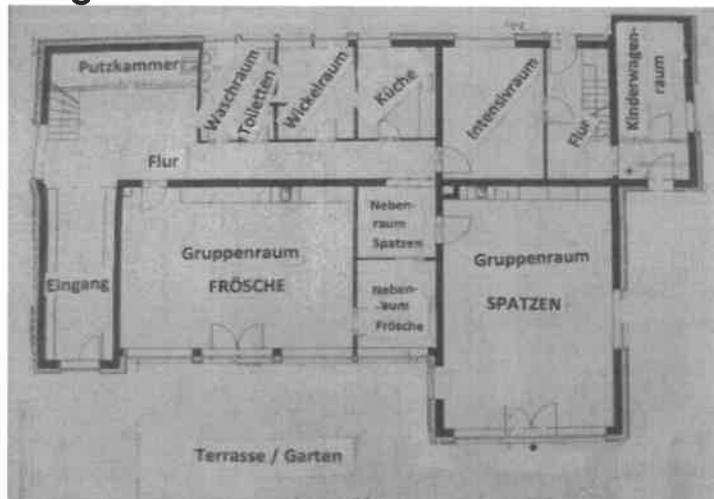 Putzkammer
Waschraum
Toiletten
Wickelraum
Küche
Intensivraum
Flur
Kinderwagen-
raum
Flur
Neben-
raum
Spatzen
Gruppenraum
FRÖSCHE
Gruppenraum
SPATZEN
Eingang
Neben-
raum
Frösche
Terrasse / Garten